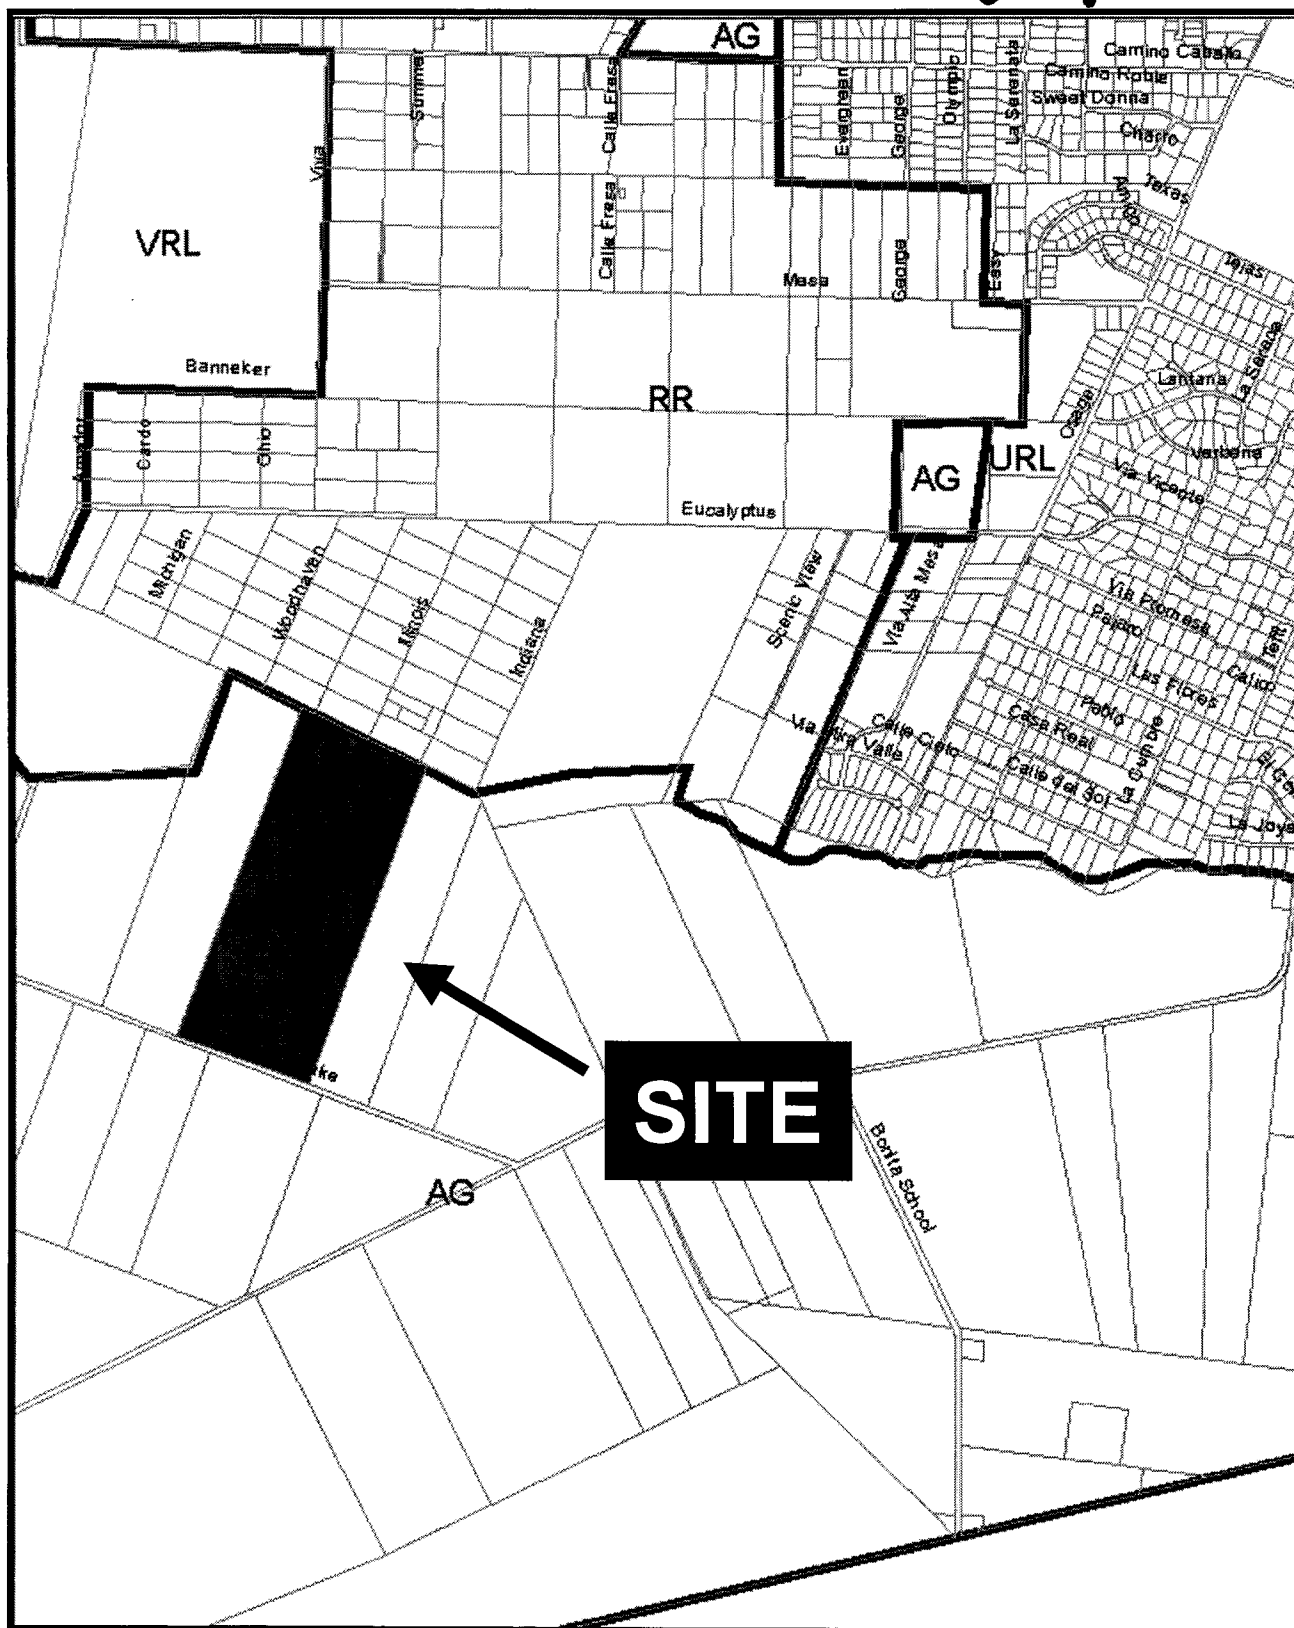 AG
Camino Caballo
Camino Roble
Sweet Donna
Charro
Summer
Calle Fresa
Evergreen
George
Olympic
La Serenata
Viva
Calle Fresa
Amigo
Texas
VRL
Mesa
George
Easy
Tejas
Banneker
RR
Lantana
La Serena
Osage
Amador
Cardo
Ohio
AG
URL
Verbena
Via Vicente
Eucalyptus
Michigan
Woodhaven
Illinois
Indiana
Scenic View
Via Alta Mesa
Via Promesa
Pajaro
Tefft
Las Flores
Calico
Pablo
Casa Real
La Cumbre
Via Mira Valle
Calle Cielo
Calle del Sol
La Joya
SITE
Bonita School
AG